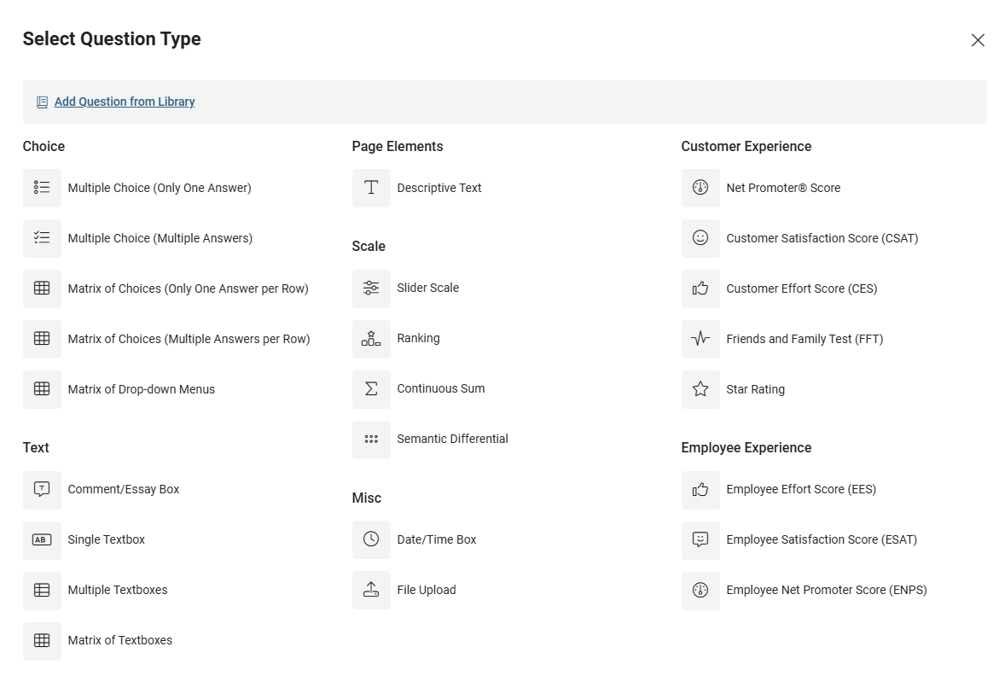 Select Question Type
Add Question from Library
Choice
Multiple Choice (Only One Answer)
Multiple Choice (Multiple Answers)
Matrix of Choices (Only One Answer per Row)
Matrix of Choices (Multiple Answers per Row)
Matrix of Drop-down Menus
Text
T
Comment/Essay Box
AB
Single Textbox
Multiple Textboxes
Matrix of Textboxes
Page Elements
T
Descriptive Text
Scale
Slider Scale
Ranking
Σ
Continuous Sum
Semantic Differential
Misc
Date/Time Box
File Upload
Customer Experience
Net Promoter® Score
Customer Satisfaction Score (CSAT)
Customer Effort Score (CES)
Friends and Family Test (FFT)
Star Rating
Employee Experience
Employee Effort Score (EES)
Employee Satisfaction Score (ESAT)
Employee Net Promoter Score (ENPS)